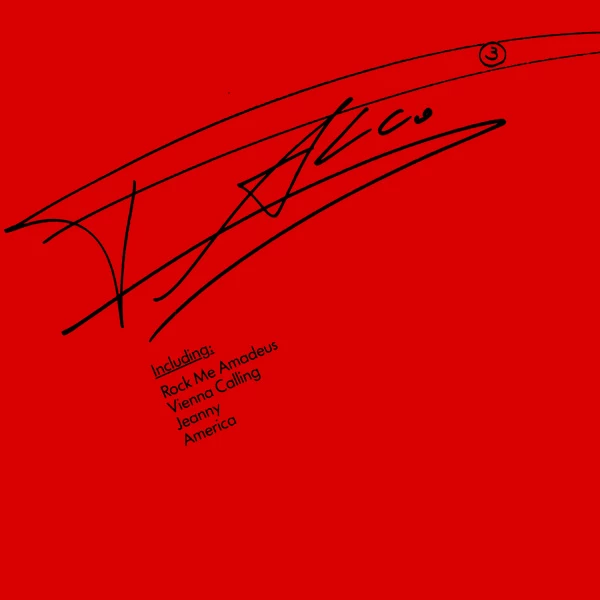 3
FALCO
Including:
Rock Me Amadeus
Vienna Calling
Jeanny
America